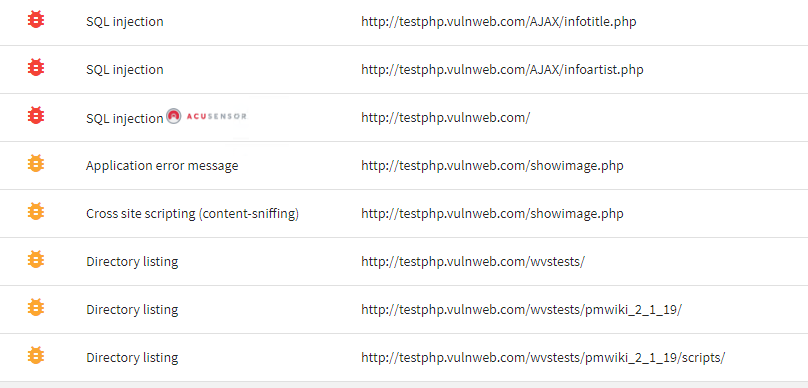 SQL injection http://testphp.vulnweb.com/AJAX/infotitle.php
SQL injection http://testphp.vulnweb.com/AJAX/infoartist.php
SQL injection ACUSENSOR http://testphp.vulnweb.com/
Application error message http://testphp.vulnweb.com/showimage.php
Cross site scripting (content-sniffing) http://testphp.vulnweb.com/showimage.php
Directory listing http://testphp.vulnweb.com/wvstests/
Directory listing http://testphp.vulnweb.com/wvstests/pmwiki_2_1_19/
Directory listing http://testphp.vulnweb.com/wvstests/pmwiki_2_1_19/scripts/